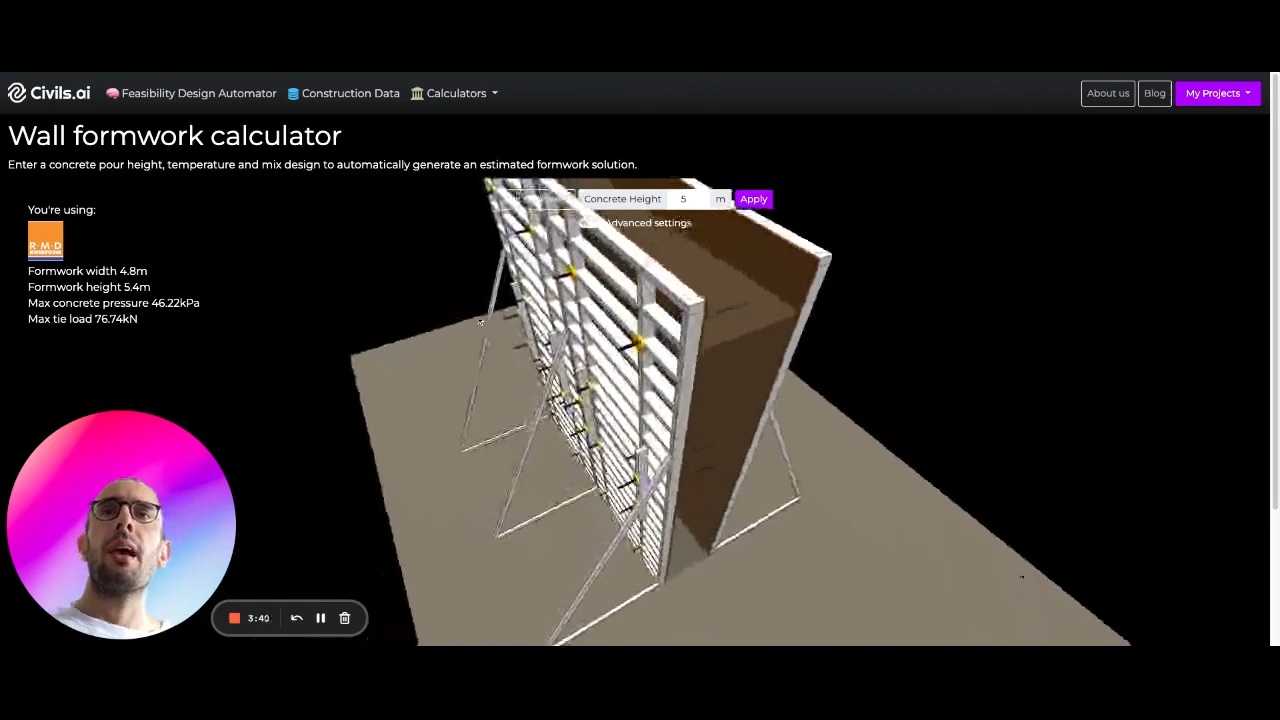 Civils.ai
Feasibility Design Automator
Construction Data
Calculators
About us
Blog
My Projects
Wall formwork calculator
Enter a concrete pour height, temperature and mix design to automatically generate an estimated formwork solution.
Concrete Height 5 m Apply
Advanced settings
You're using:
R·M·D
KWIKFORM
Formwork width 4.8m
Formwork height 5.4m
Max concrete pressure 46.22kPa
Max tie load 76.74kN
3:40